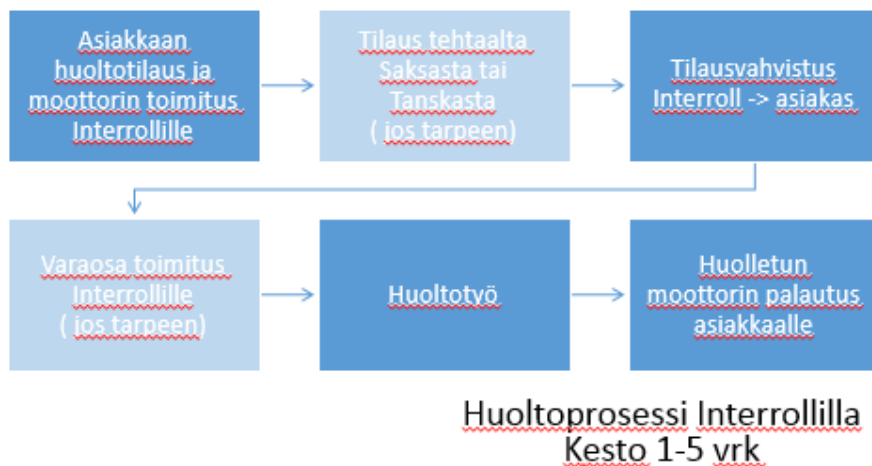 Asiakkaan
huoltotilaus ja
moottorin toimitus
Interrollille
Tilaus tehtaalta
Saksasta tai
Tanskasta
( jos tarpeen)
Tilausvahvistus
Interroll -> asiakas
Varaosa toimitus
Interrollille
( jos tarpeen)
Huoltotyö
Huolletun
moottorin palautus
asiakkaalle
Huoltoprosessi Interrollilla
Kesto 1-5 vrk